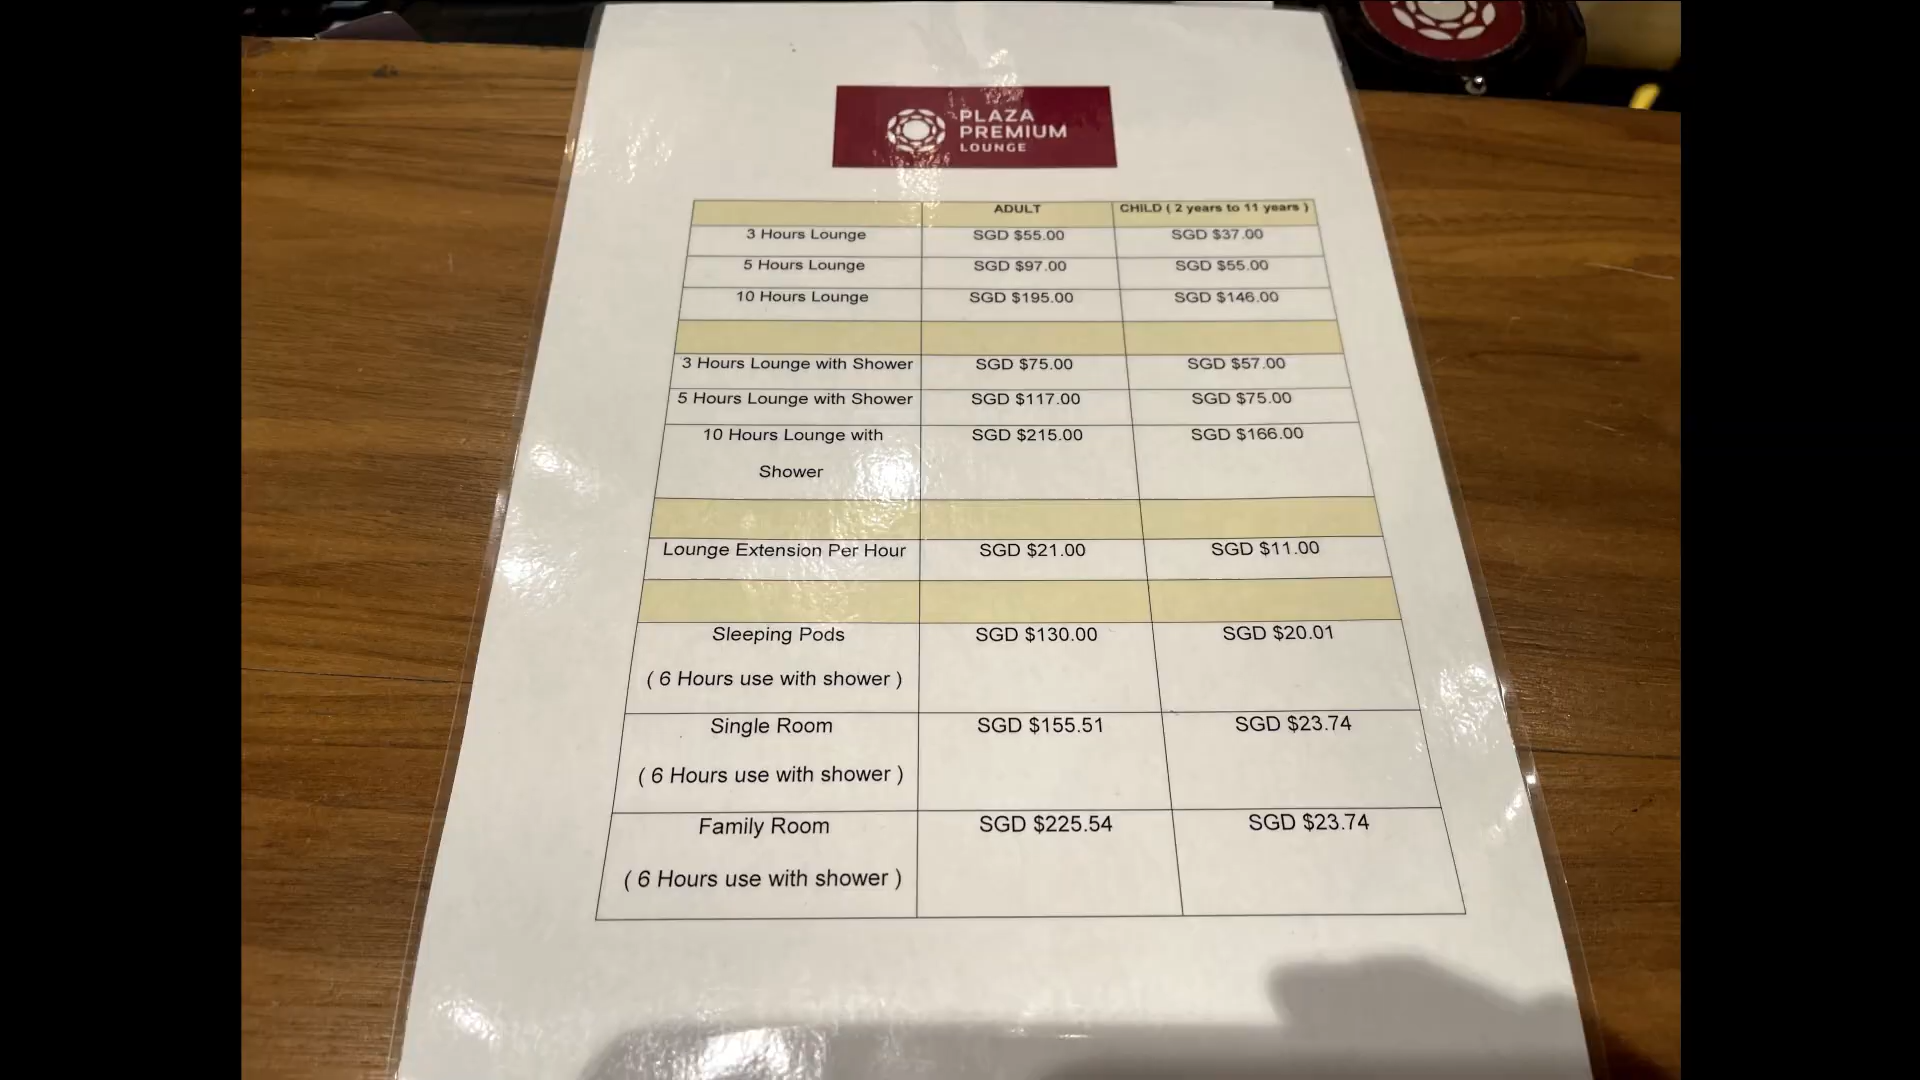 PLAZA
PREMIUM
LOUNGE
ADULT CHILD ( 2 years to 11 years )
3 Hours Lounge SGD $55.00 SGD $37.00
5 Hours Lounge SGD $97.00 SGD $55.00
10 Hours Lounge SGD $195.00 SGD $146.00
3 Hours Lounge with Shower SGD $75.00 SGD $57.00
5 Hours Lounge with Shower SGD $117.00 SGD $75.00
10 Hours Lounge with SGD $215.00 SGD $166.00
Shower
Lounge Extension Per Hour SGD $21.00 SGD $11.00
Sleeping Pods SGD $130.00 SGD $20.01
( 6 Hours use with shower )
Single Room SGD $155.51 SGD $23.74
( 6 Hours use with shower )
Family Room SGD $225.54 SGD $23.74
( 6 Hours use with shower )